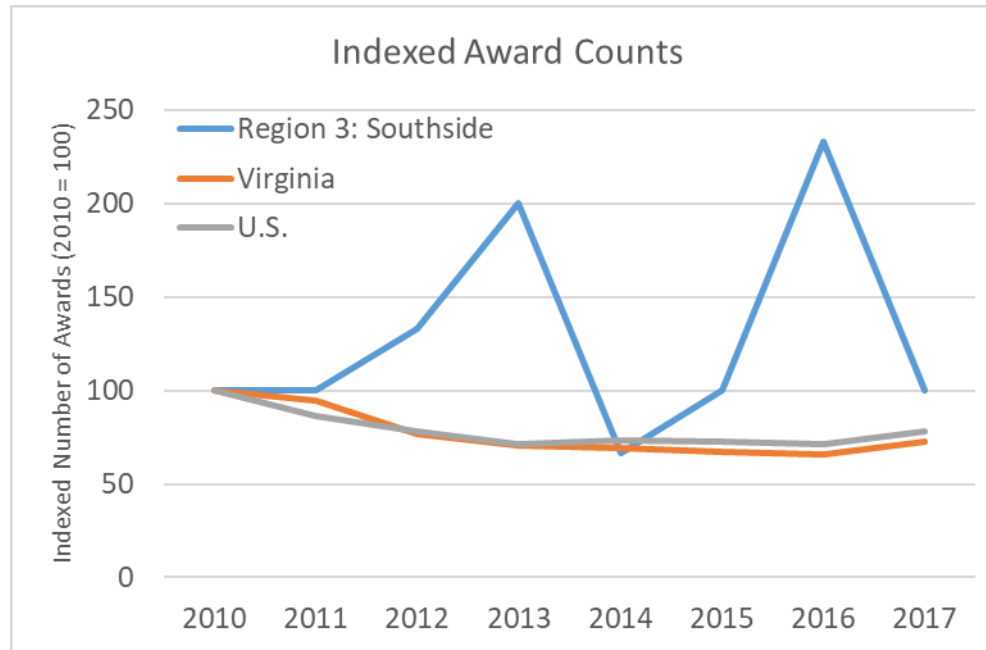 Indexed Award Counts
Indexed Number of Awards (2010 = 100)
250
200
150
100
50
0
Region 3: Southside
Virginia
U.S.
2010 2011 2012 2013 2014 2015 2016 2017